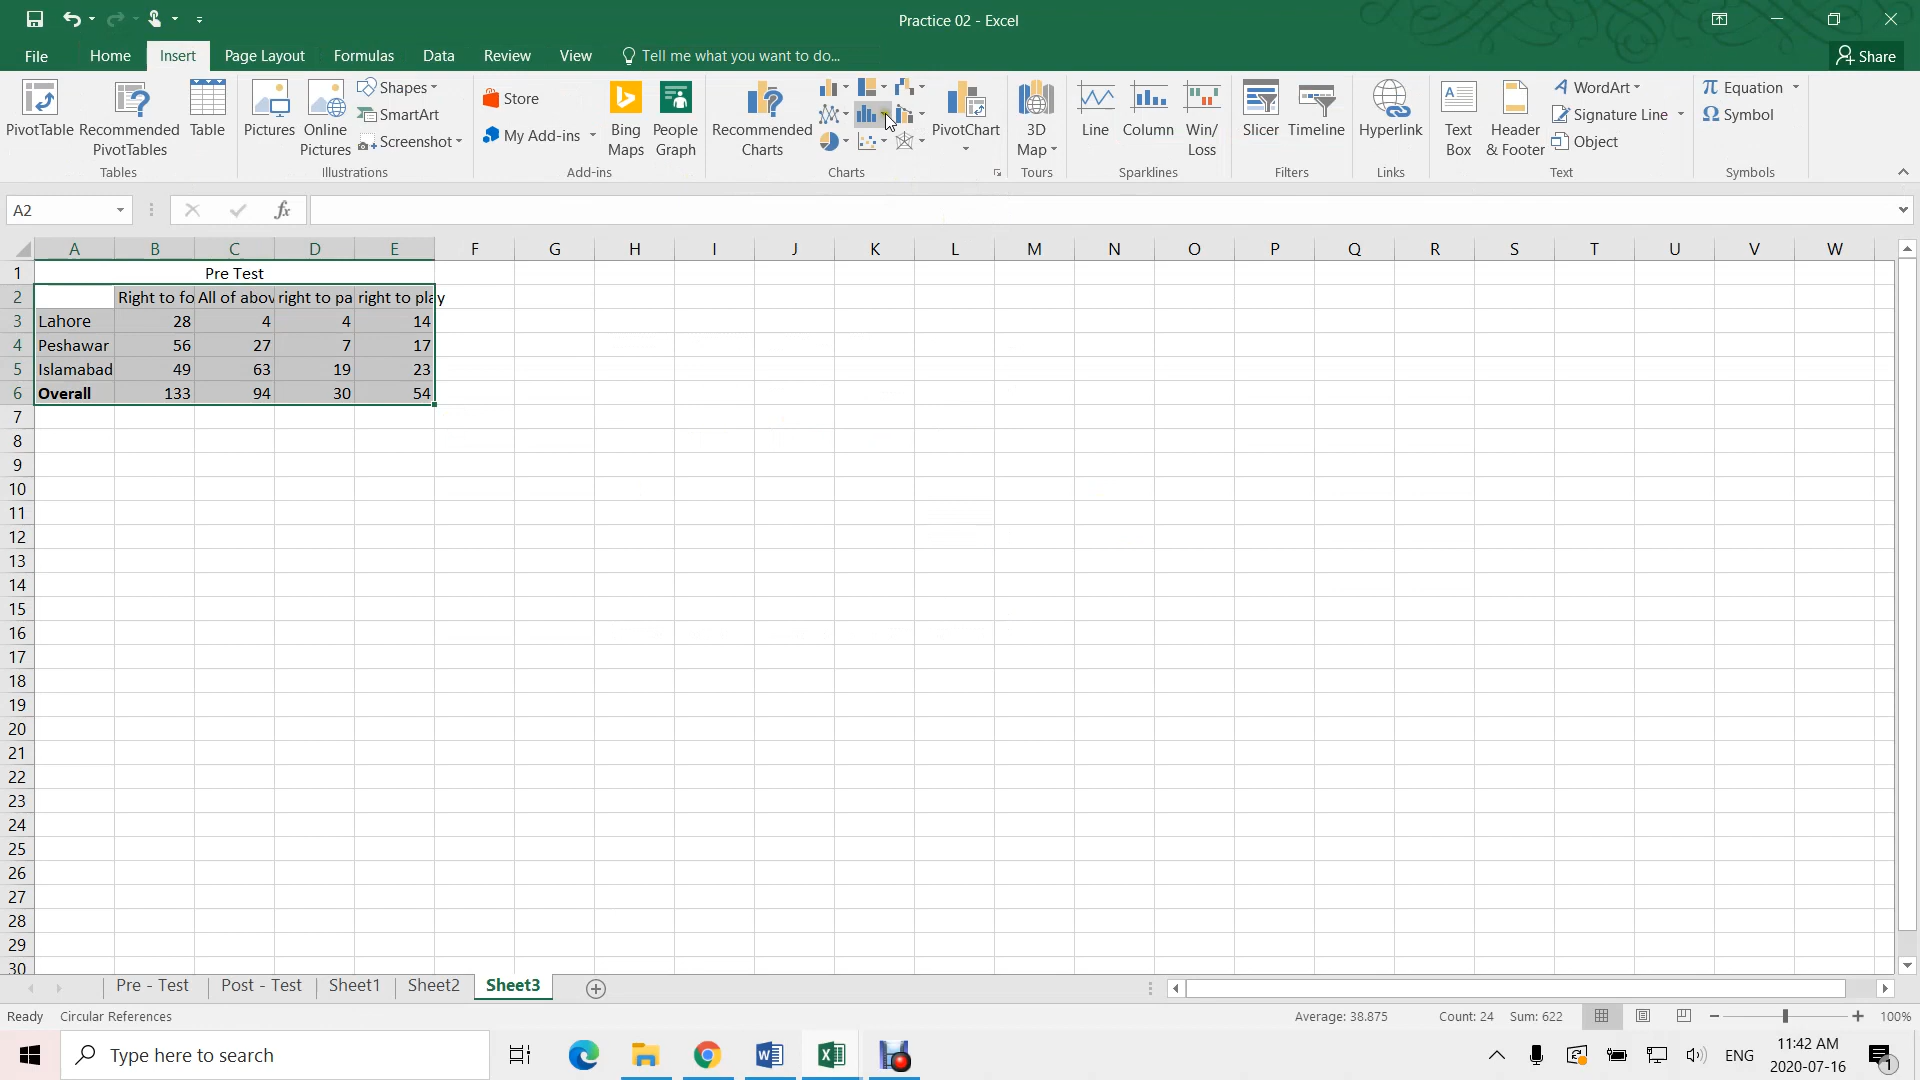 Practice 02 - Excel
File Home Insert Page Layout Formulas Data Review View Tell me what you want to do... Share
PivotTable Recommended PivotTables Table
Tables
Pictures Online Pictures Shapes SmartArt Screenshot
Illustrations
Store My Add-ins Bing Maps People Graph
Add-ins
Recommended Charts PivotChart
Charts
3D Map
Tours
Line Column Win/Loss
Sparklines
Slicer Timeline
Filters
Hyperlink
Links
Text Box Header & Footer WordArt Signature Line Object
Text
π Equation Ω Symbol
Symbols
A2 fx
A B C D E F G H I J K L M N O P Q R S T U V W
1 Pre Test
2 Right to fo All of abov right to pa right to play
3 Lahore 28 4 4 14
4 Peshawar 56 27 7 17
5 Islamabad 49 63 19 23
6 Overall 133 94 30 54
7
8
9
10
11
12
13
14
15
16
17
18
19
20
21
22
23
24
25
26
27
28
29
30
Pre - Test Post - Test Sheet1 Sheet2 Sheet3
Ready Circular References Average: 38.875 Count: 24 Sum: 622 100%
Type here to search ENG 11:42 AM
2020-07-16 1